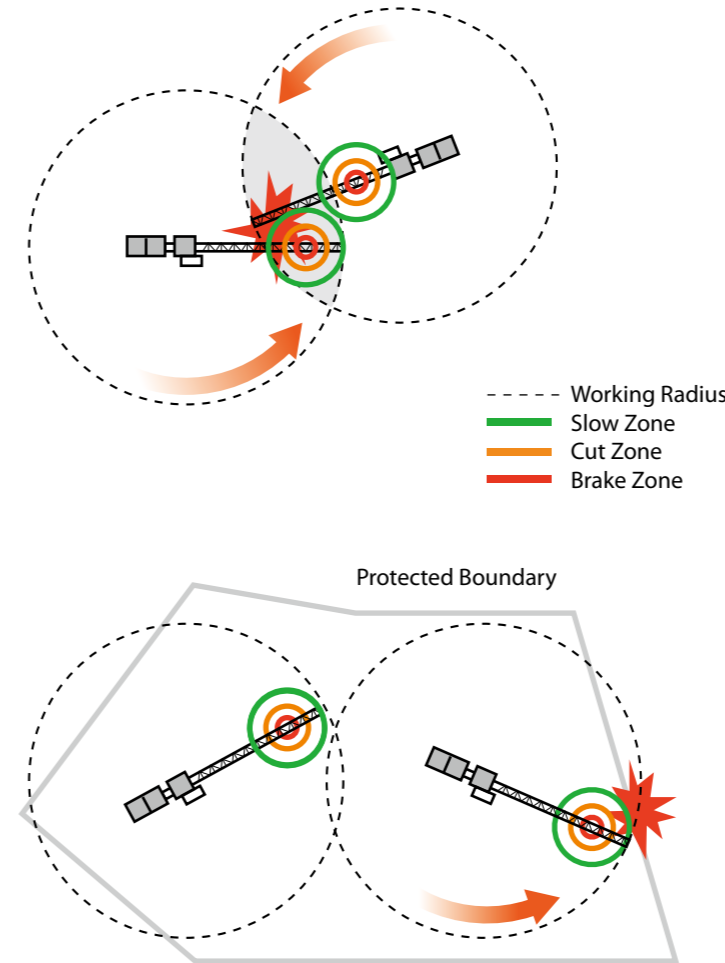 Working Radius
Slow Zone
Cut Zone
Brake Zone
Protected Boundary